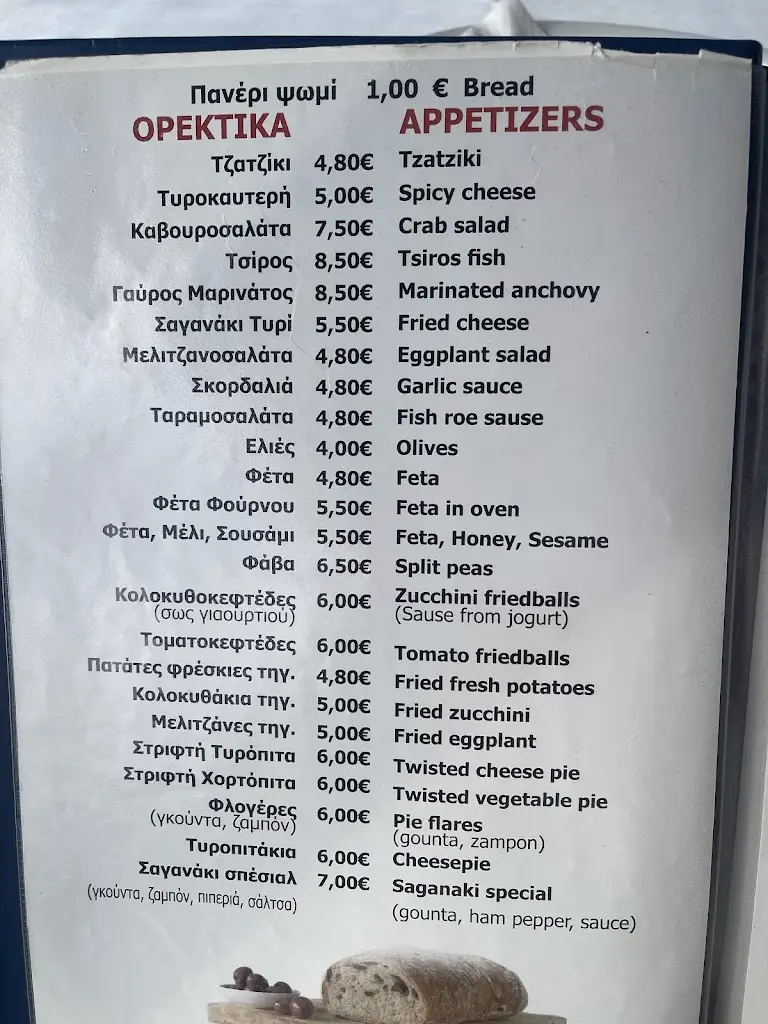 Πανέρι ψωμί 1,00 € Bread
ΟΡΕΚΤΙΚΑ APPETIZERS
Τζατζίκι 4,80€ Tzatziki
Τυροκαυτερή 5,00€ Spicy cheese
Καβουροσαλάτα 7,50€ Crab salad
Τσίρος 8,50€ Tsiros fish
Γαύρος Μαρινάτος 8,50€ Marinated anchovy
Σαγανάκι Τυρί 5,50€ Fried cheese
Μελιτζανοσαλάτα 4,80€ Eggplant salad
Σκορδαλιά 4,80€ Garlic sauce
Ταραμοσαλάτα 4,80€ Fish roe sause
Ελιές 4,00€ Olives
Φέτα 4,80€ Feta
Φέτα Φούρνου 5,50€ Feta in oven
Φέτα, Μέλι, Σουσάμι 5,50€ Feta, Honey, Sesame
Φάβα 6,50€ Split peas
Κολοκυθοκεφτέδες 6,00€ Zucchini friedballs
(σως γιαουρτιού) (Sause from jogurt)
Τοματοκεφτέδες 6,00€ Tomato friedballs
Πατάτες φρέσκιες τηγ. 4,80€ Fried fresh potatoes
Κολοκυθάκια τηγ. 5,00€ Fried zucchini
Μελιτζάνες τηγ. 5,00€ Fried eggplant
Στριφτή Τυρόπιτα 6,00€ Twisted cheese pie
Στριφτή Χορτόπιτα 6,00€ Twisted vegetable pie
Φλογέρες 6,00€ Pie flares
(γκούντα, ζαμπόν) (gounta, zampon)
Τυροπιτάκια 6,00€ Cheesepie
Σαγανάκι σπέσιαλ 7,00€ Saganaki special
(γκούντα, ζαμπόν, πιπεριά, σάλτσα) (gounta, ham pepper, sauce)